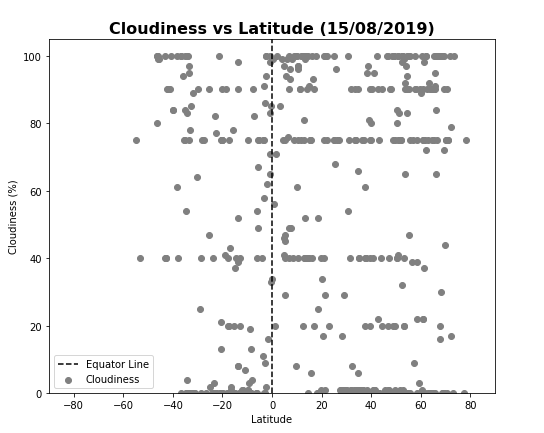 Cloudiness vs Latitude (15/08/2019)
100
80
60
40
20
0
Cloudiness (%)
Equator Line
Cloudiness
−80 −60 −40 −20 0 20 40 60 80
Latitude